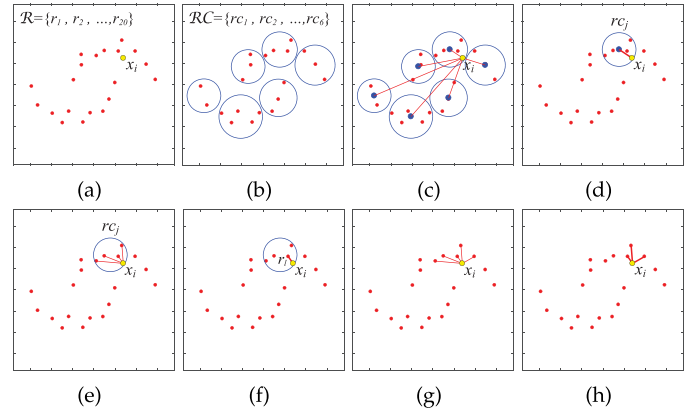 R={r₁ , r₂ , ...,r₂₀}
xᵢ
RC={rc₁ , rc₂ , ...,rc₆}
xᵢ
rcⱼ
xᵢ
(a)
(b)
(c)
(d)
rcⱼ
xᵢ
rₗ
xᵢ
xᵢ
xᵢ
(e)
(f)
(g)
(h)